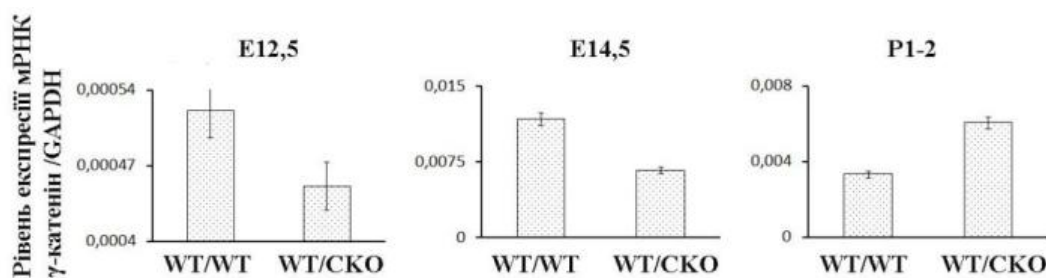 Рівень експресіїї мРНК
γ-катенін /GAPDH
E12,5
0,00054
0,00047
0,0004
WT/WT WT/CKO
E14,5
0,015
0,0075
0
WT/WT WT/CKO
P1-2
0,008
0,004
0
WT/WT WT/CKO